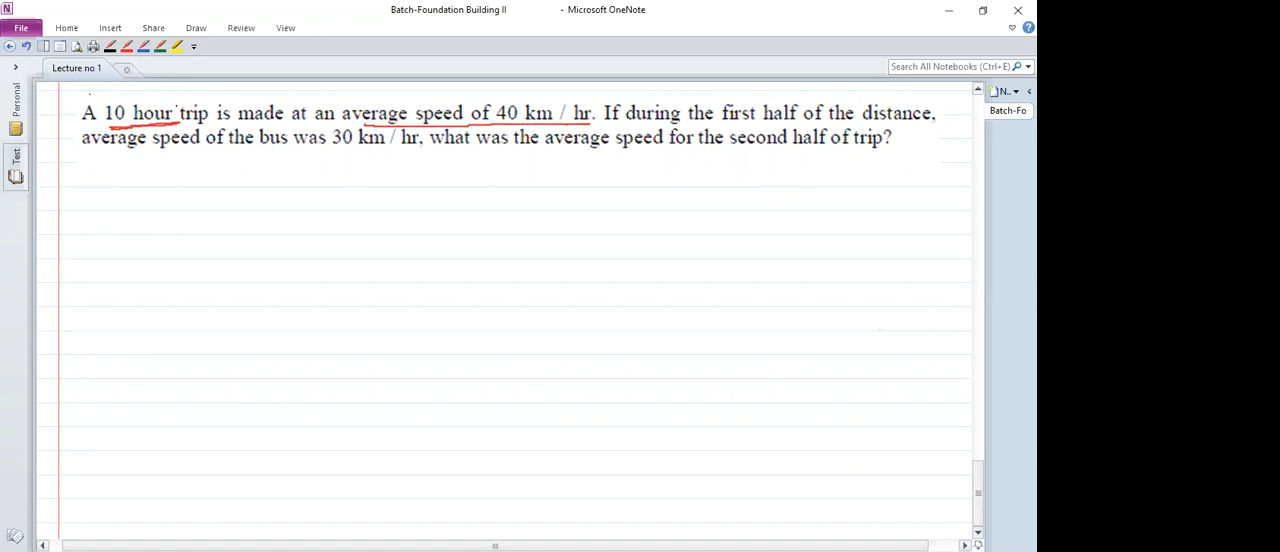 Batch-Foundation Building II - Microsoft OneNote
File Home Insert Share Draw Review View
Lecture no 1
Search All Notebooks (Ctrl+E)
Personal
Test
N..
Batch-Fo
A 10 hour trip is made at an average speed of 40 km / hr. If during the first half of the distance,
average speed of the bus was 30 km / hr, what was the average speed for the second half of trip?